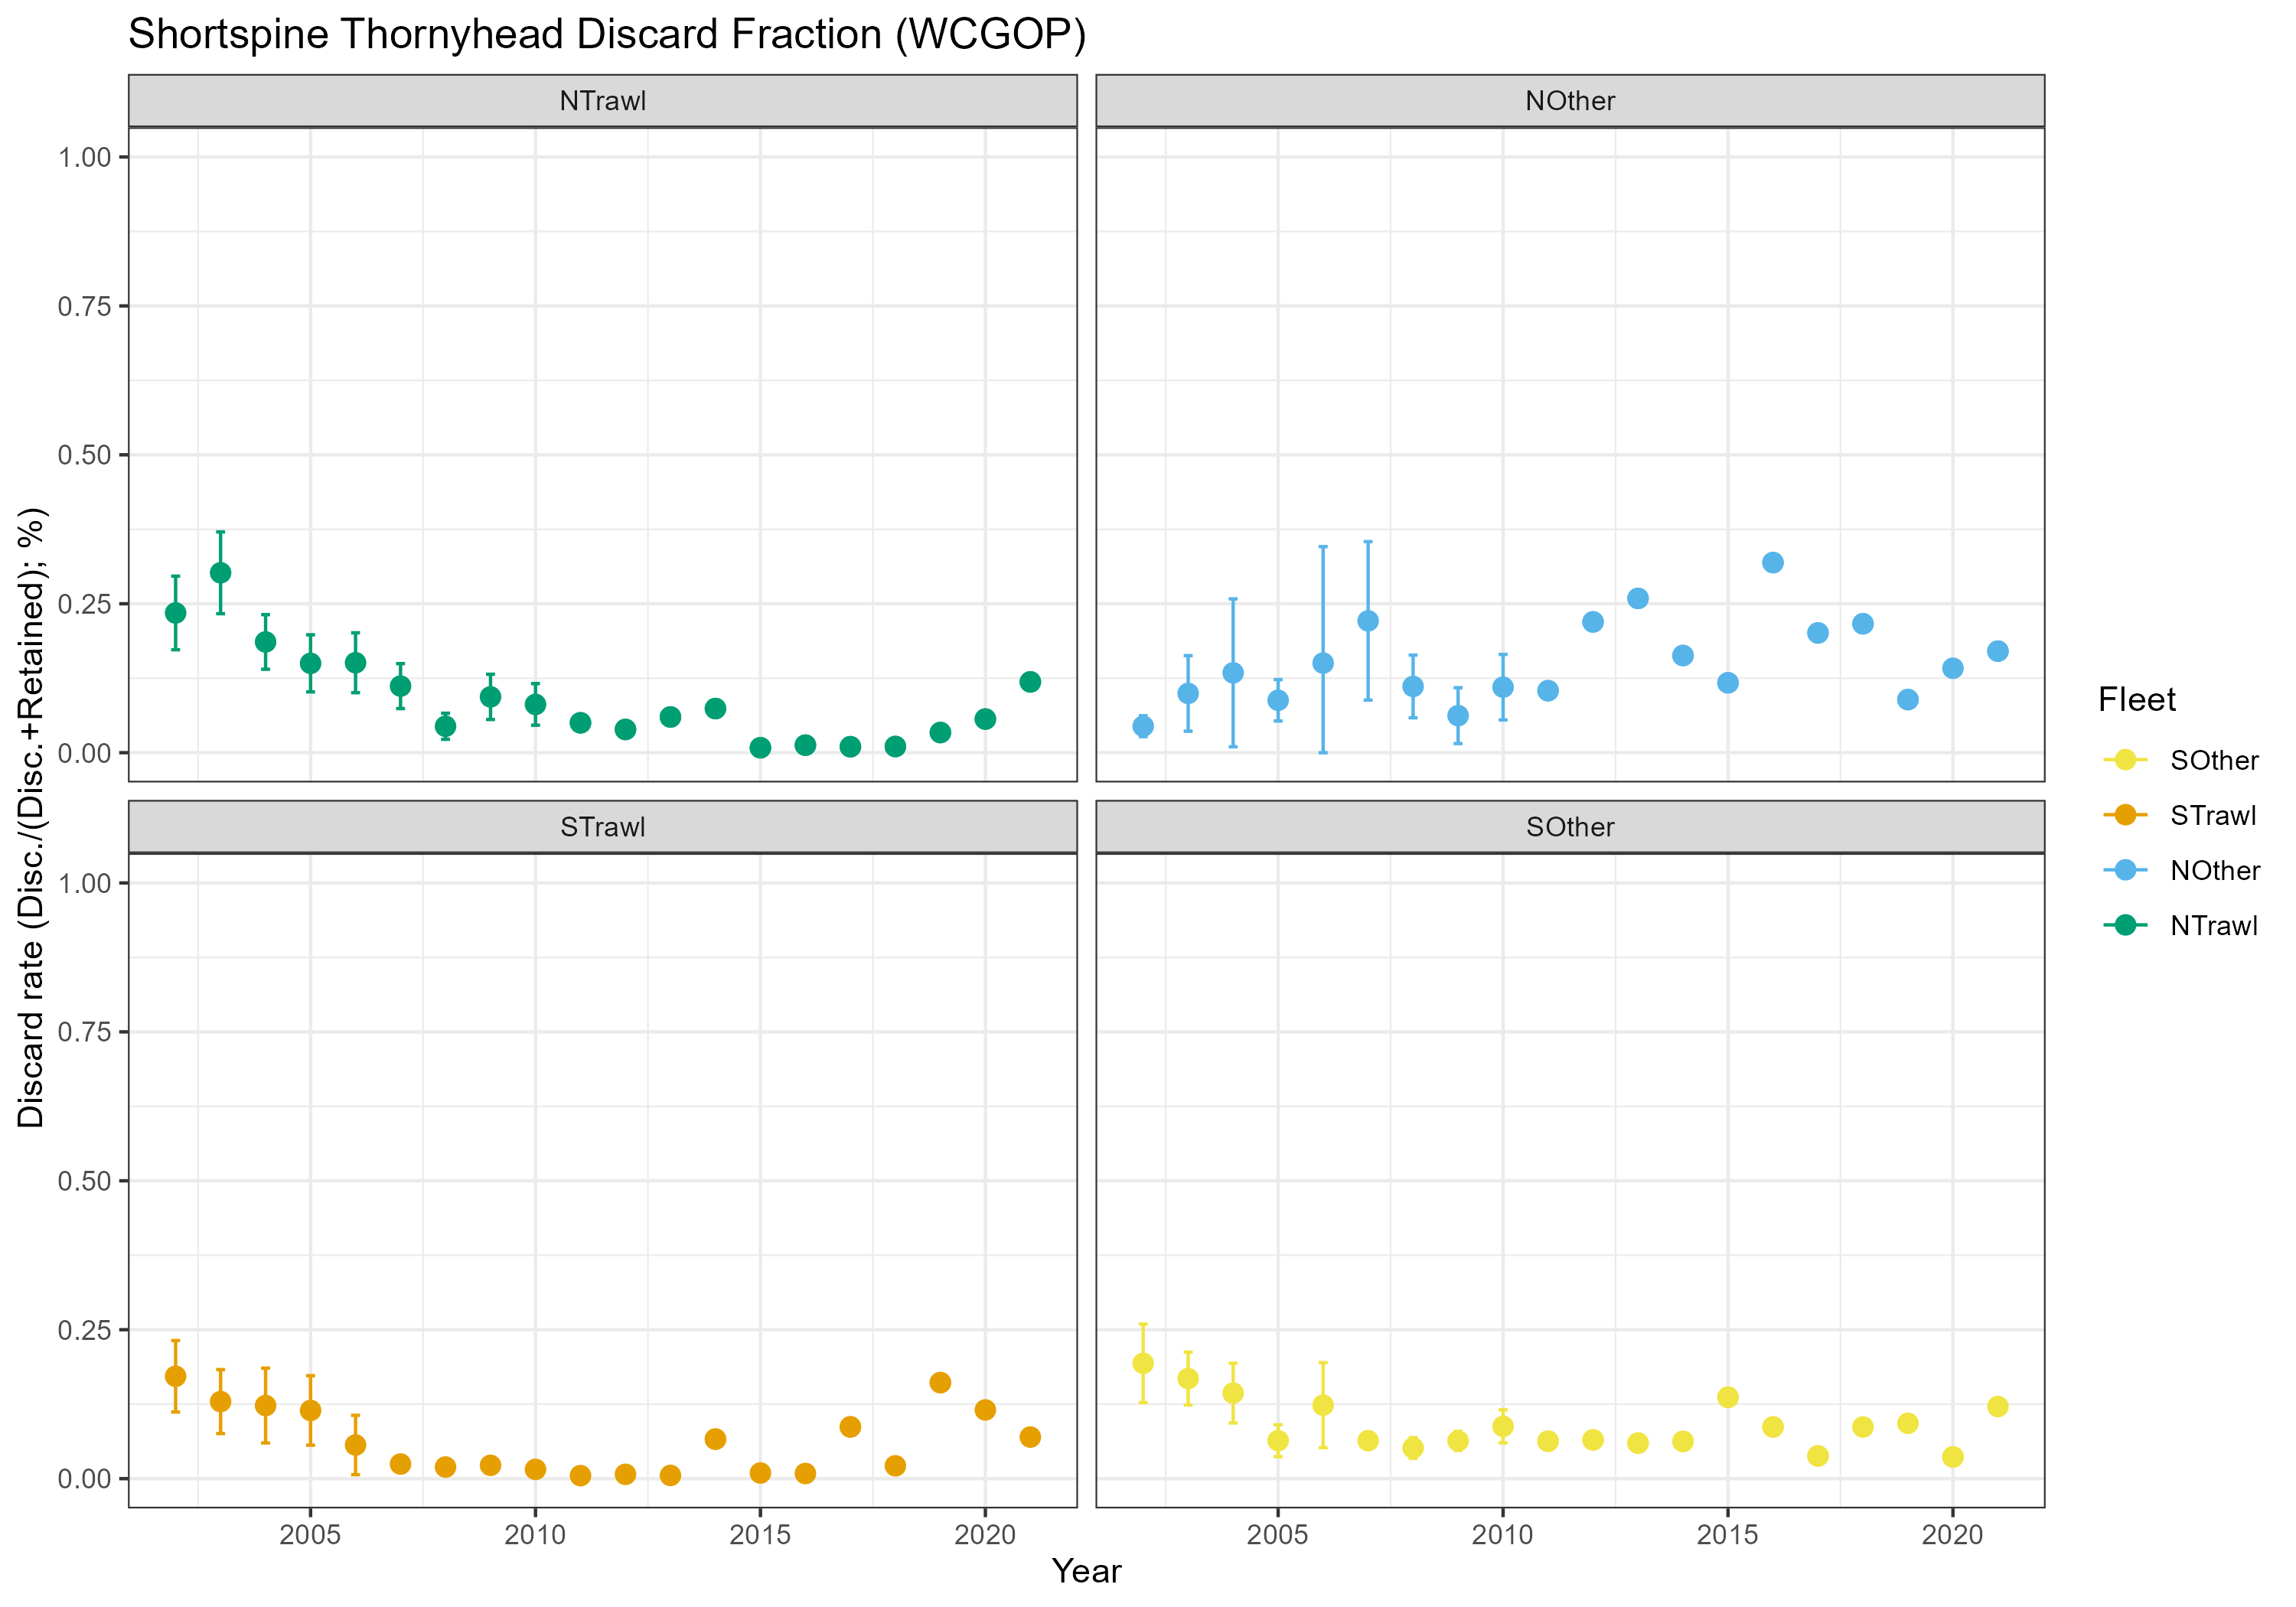 Shortspine Thornyhead Discard Fraction (WCGOP)
NTrawl
NOther
1.00
0.75
0.50
0.25
0.00
STrawl
SOther
1.00
0.75
0.50
0.25
0.00
2005
2010
2015
2020
2005
2010
2015
2020
Year
Discard rate (Disc./(Disc.+Retained); %)
Fleet
SOther
STrawl
NOther
NTrawl